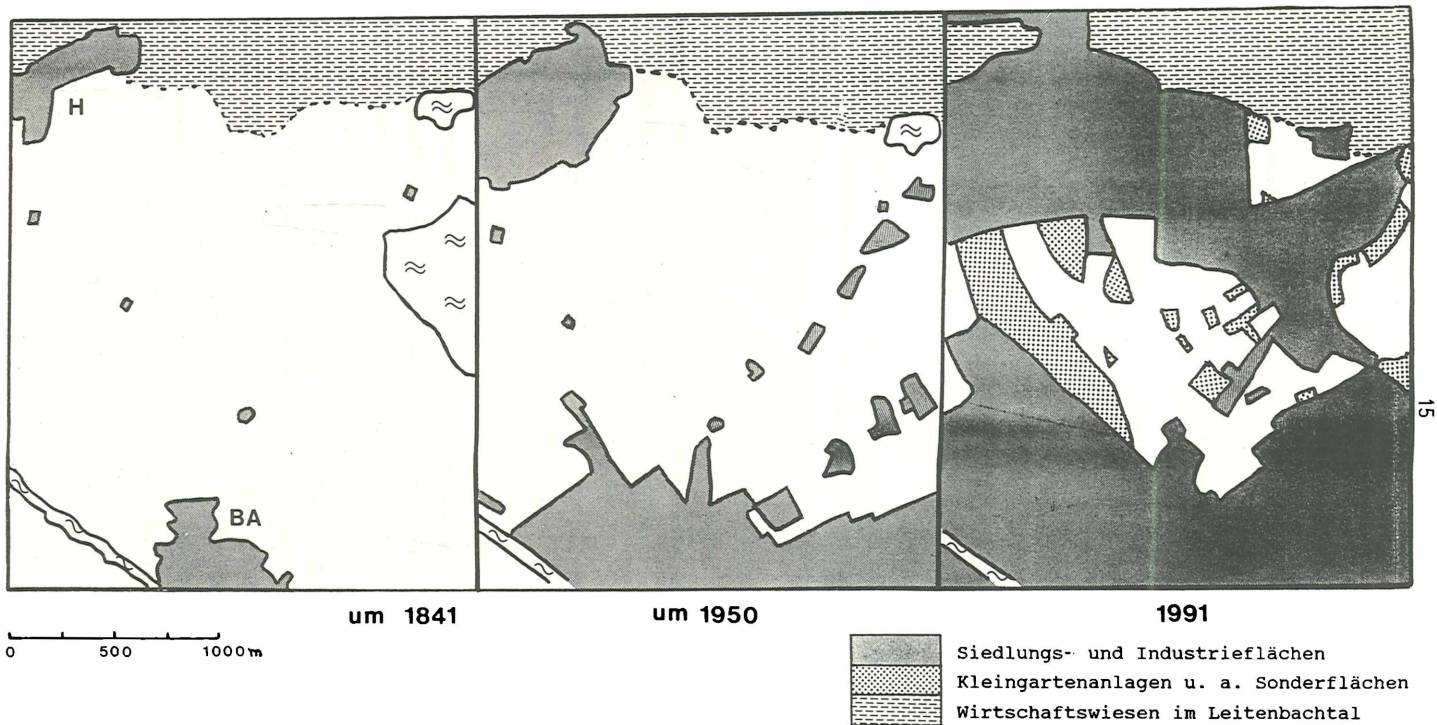 H
BA
um 1841
um 1950
1991
0 500 1000m
Siedlungs- und Industrieflächen
Kleingartenanlagen u. a. Sonderflächen
Wirtschaftswiesen im Leitenbachtal
15